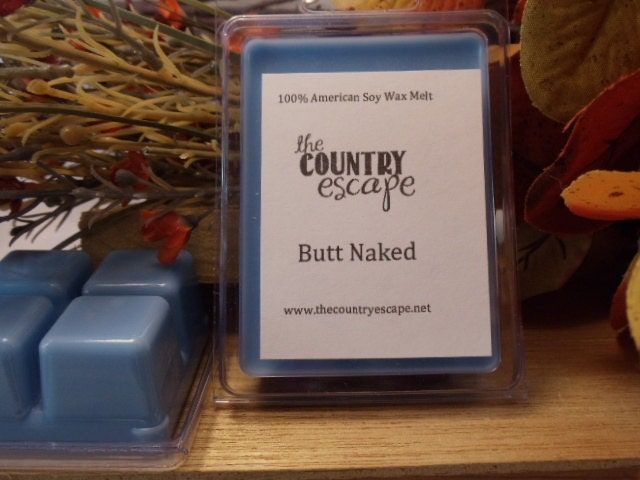 100% American Soy Wax Melt
the
COUNTRY
escape
Butt Naked
www.thecountryescape.net